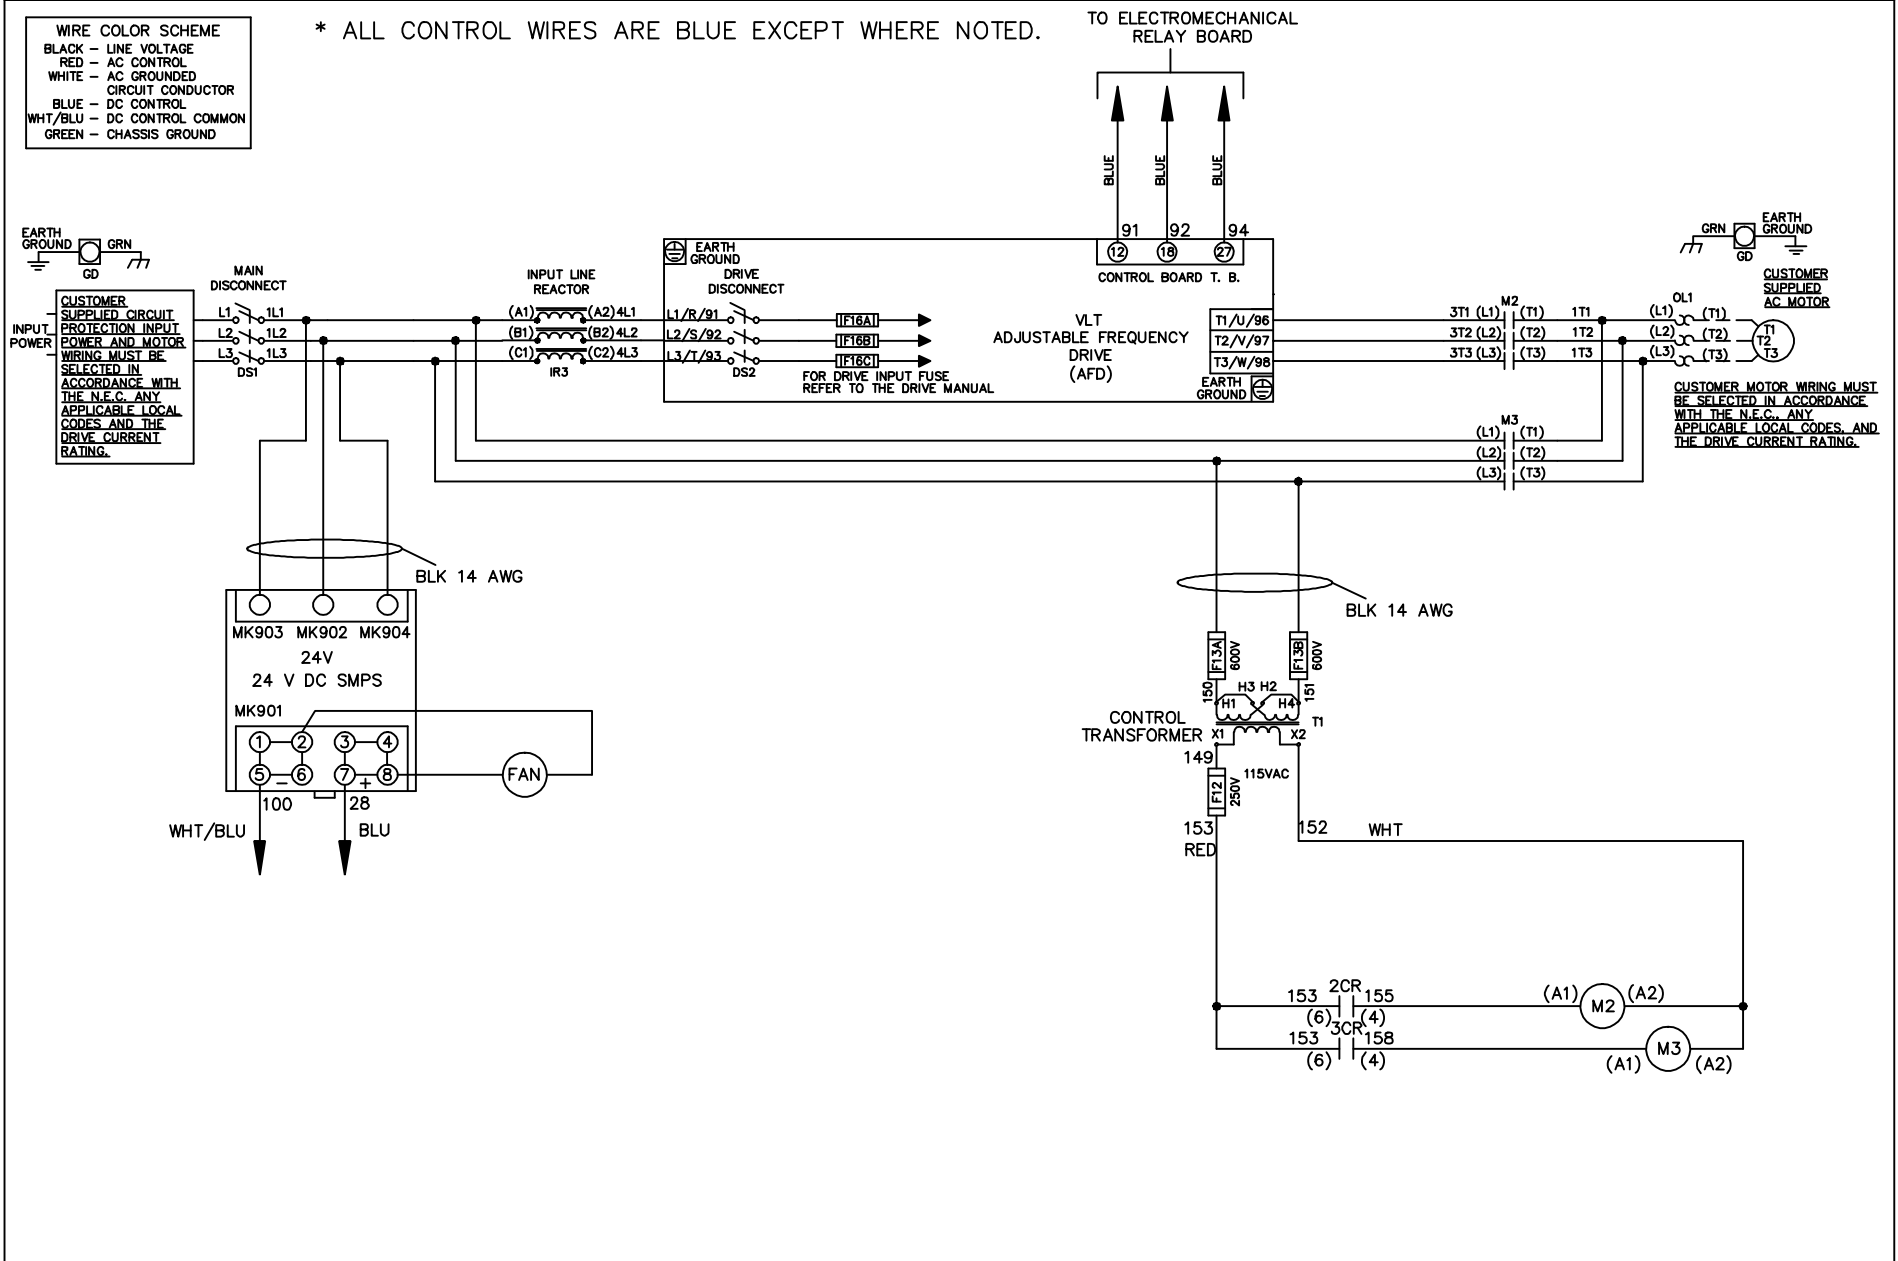 WIRE COLOR SCHEME
BLACK – LINE VOLTAGE
RED – AC CONTROL
WHITE – AC GROUNDED
CIRCUIT CONDUCTOR
BLUE – DC CONTROL
WHT/BLU – DC CONTROL COMMON
GREEN – CHASSIS GROUND
* ALL CONTROL WIRES ARE BLUE EXCEPT WHERE NOTED.
TO ELECTROMECHANICAL
RELAY BOARD
BLUE
BLUE
BLUE
91 92 94
12 18 27
CONTROL BOARD T. B.
EARTH
GROUND
GRN
GD
INPUT
POWER
CUSTOMER
SUPPLIED CIRCUIT
PROTECTION INPUT
POWER AND MOTOR
WIRING MUST BE
SELECTED IN
ACCORDANCE WITH
THE N.E.C. ANY
APPLICABLE LOCAL
CODES AND THE
DRIVE CURRENT
RATING.
MAIN
DISCONNECT
L1 1L1
L2 1L2
L3 1L3
DS1
INPUT LINE
REACTOR
(A1) (A2) 4L1
(B1) (B2) 4L2
(C1) (C2) 4L3
IR3
EARTH
GROUND
DRIVE
DISCONNECT
L1/R/91
L2/S/92
L3/T/93
DS2
F16A
F16B
F16C
FOR DRIVE INPUT FUSE
REFER TO THE DRIVE MANUAL
VLT
ADJUSTABLE FREQUENCY
DRIVE
(AFD)
T1/U/96
T2/V/97
T3/W/98
EARTH
GROUND
M2
3T1 (L1) (T1) 1T1
3T2 (L2) (T2) 1T2
3T3 (L3) (T3) 1T3
OL1
(L1) (T1)
(L2) (T2)
(L3) (T3)
GRN
GD
EARTH
GROUND
CUSTOMER
SUPPLIED
AC MOTOR
T1
T2
T3
CUSTOMER MOTOR WIRING MUST
BE SELECTED IN ACCORDANCE
WITH THE N.E.C., ANY
APPLICABLE LOCAL CODES, AND
THE DRIVE CURRENT RATING.
M3
(L1) (T1)
(L2) (T2)
(L3) (T3)
BLK 14 AWG
MK903 MK902 MK904
24V
24 V DC SMPS
MK901
1 2 3 4
5 – 6 7 + 8
FAN
100 28
WHT/BLU BLU
BLK 14 AWG
F13A
600V
F13B
600V
150
151
H3 H2
H1 H4
T1
CONTROL
TRANSFORMER
X1 X2
149
115VAC
F12
250V
153
RED
152 WHT
2CR
153 155
(6) (4)
(A1) M2 (A2)
3CR
153 158
(6) (4)
(A1) M3 (A2)